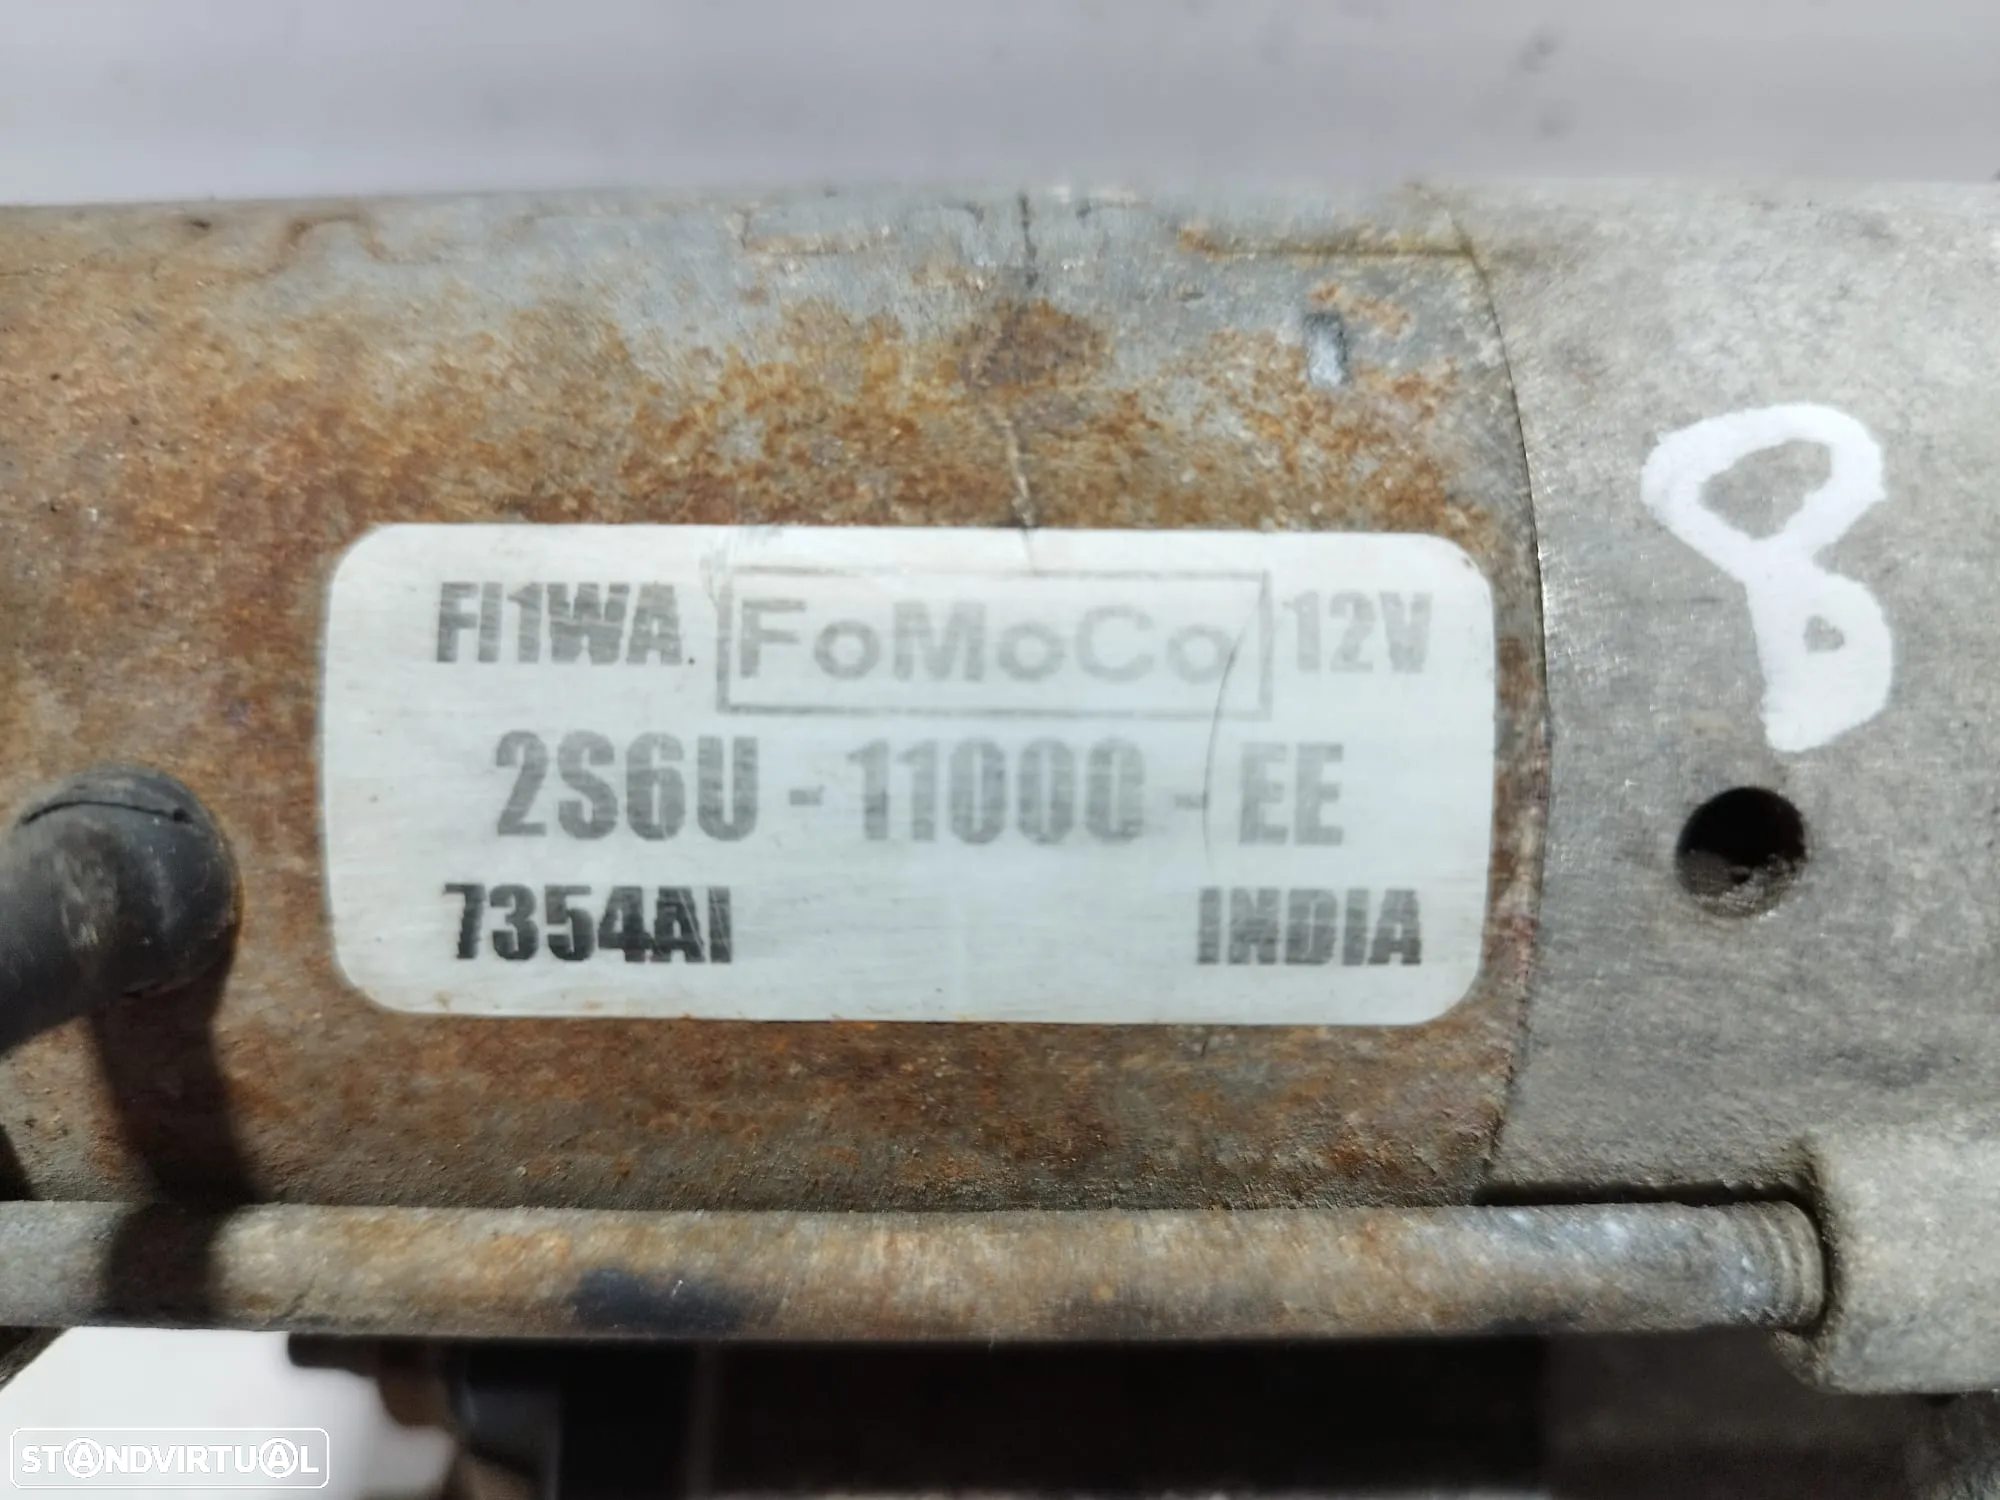 FI1WA. FoMoCo 12V
2S6U - 11000 - EE
7354AI INDIA
8
STANDVIRTUAL